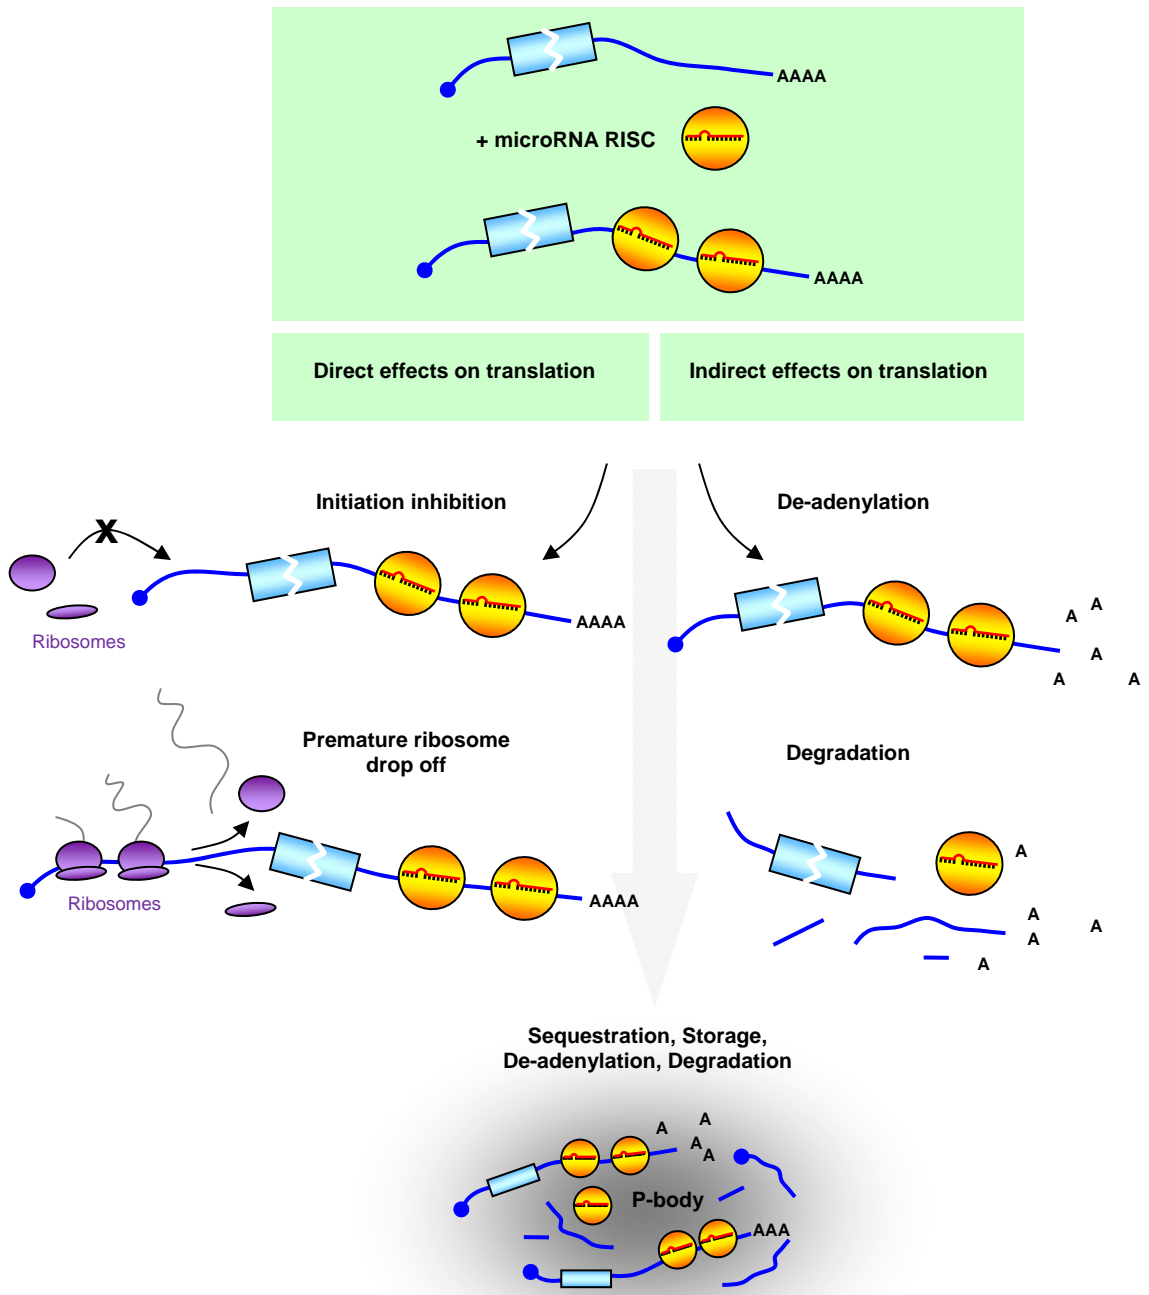 AAAA
+ microRNA RISC
AAAA
Direct effects on translation
Indirect effects on translation
Initiation inhibition
De-adenylation
Ribosomes
AAAA
A
A
A
A
A
Premature ribosome
drop off
Degradation
Ribosomes
AAAA
A
A
A
A
A
Sequestration, Storage,
De-adenylation, Degradation
A
A
A
A
P-body
AAA